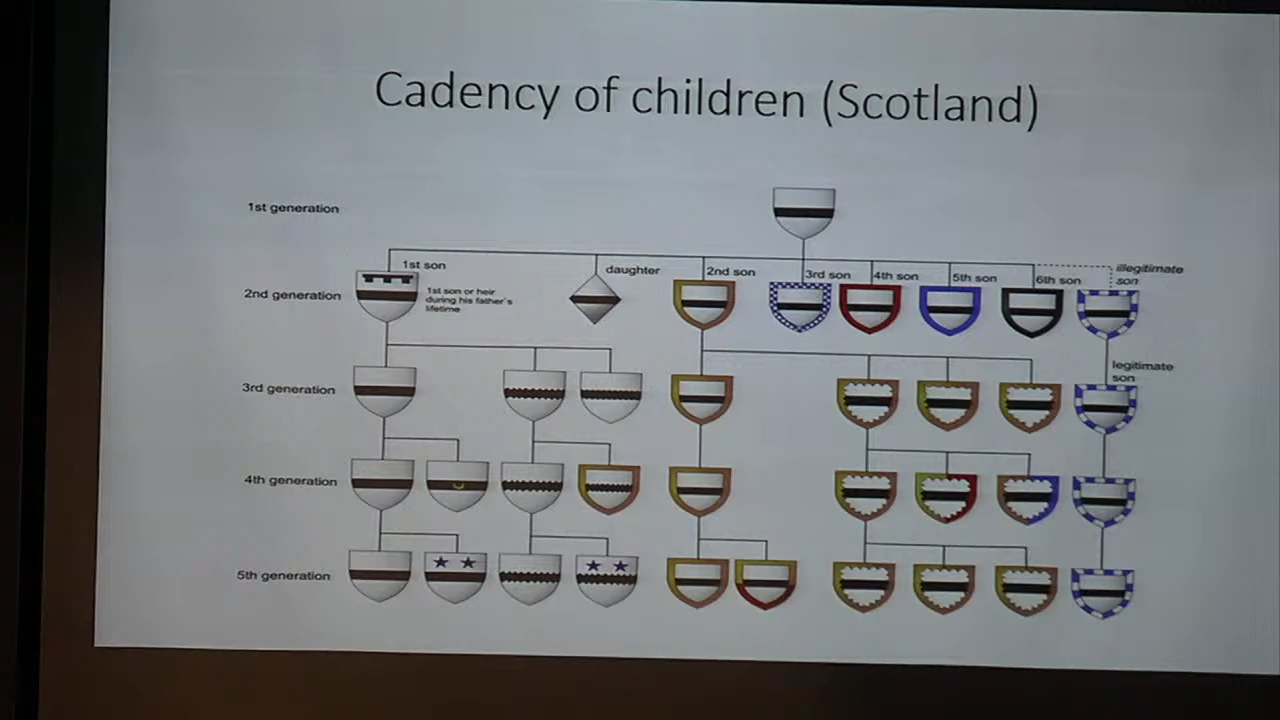 Cadency of children (Scotland)
1st generation
1st son
daughter
2nd son
3rd son
4th son
5th son
6th son
illegitimate
son
2nd generation
1st son or heir
during his father's
lifetime
legitimate
son
3rd generation
4th generation
5th generation